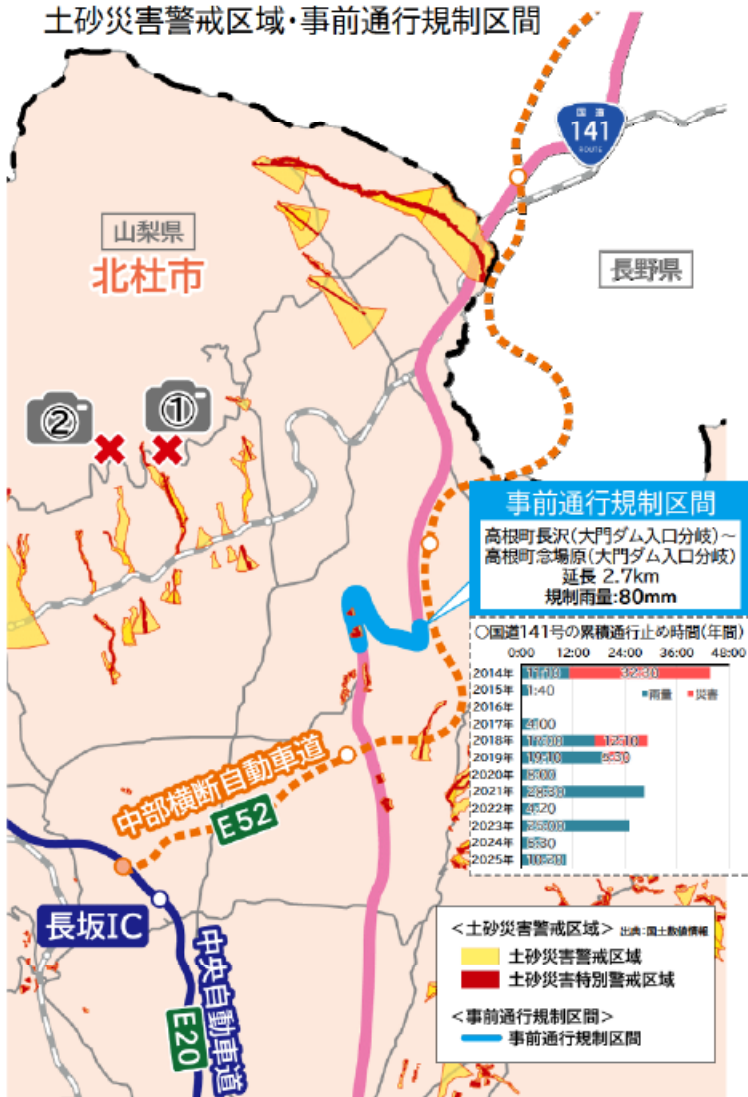 土砂災害警戒区域・事前通行規制区間
国道
141
ROUTE
山梨県
北杜市
長野県
②
①
事前通行規制区間
高根町長沢(大門ダム入口分岐)～
高根町念場原(大門ダム入口分岐)
延長 2.7km
規制雨量:80mm
○国道141号の累積通行止め時間(年間)
0:00 12:00 24:00 36:00 48:00
2014年 32:30
2015年 1:40
雨量 災害
2016年
2017年 4:00
2018年 12:10
2019年 19:10 5:30
2020年
2021年
2022年 4:20
2023年
2024年
2025年
中部横断自動車道
E52
長坂IC
中央自動車道
E20
<土砂災害警戒区域> 出典:国土数値情報
土砂災害警戒区域
土砂災害特別警戒区域
<事前通行規制区間>
事前通行規制区間